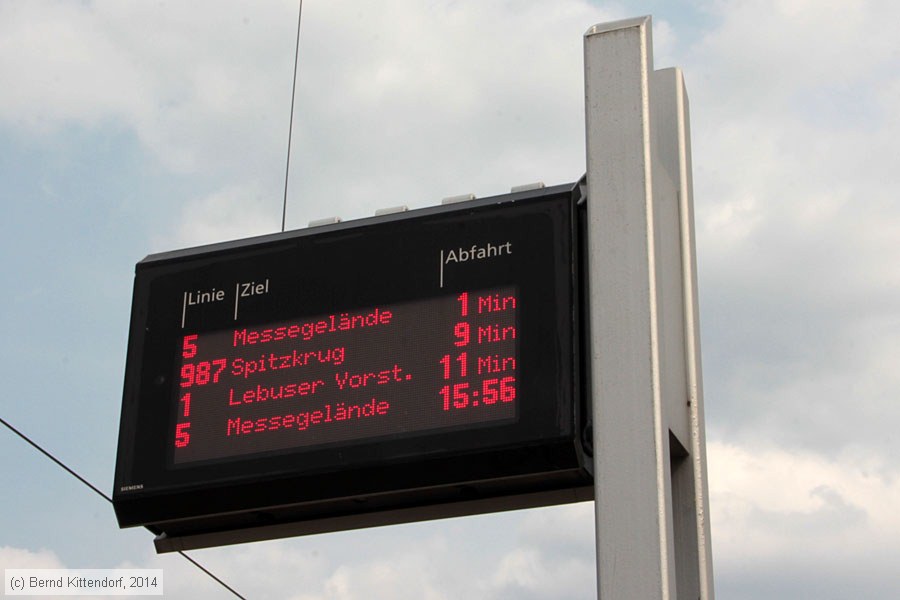 Linie Ziel Abfahrt
5 Messegelände 1 Min
987 Spitzkrug 9 Min
1 Lebuser Vorst. 11 Min
5 Messegelände 15:56
SIEMENS
(c) Bernd Kittendorf, 2014